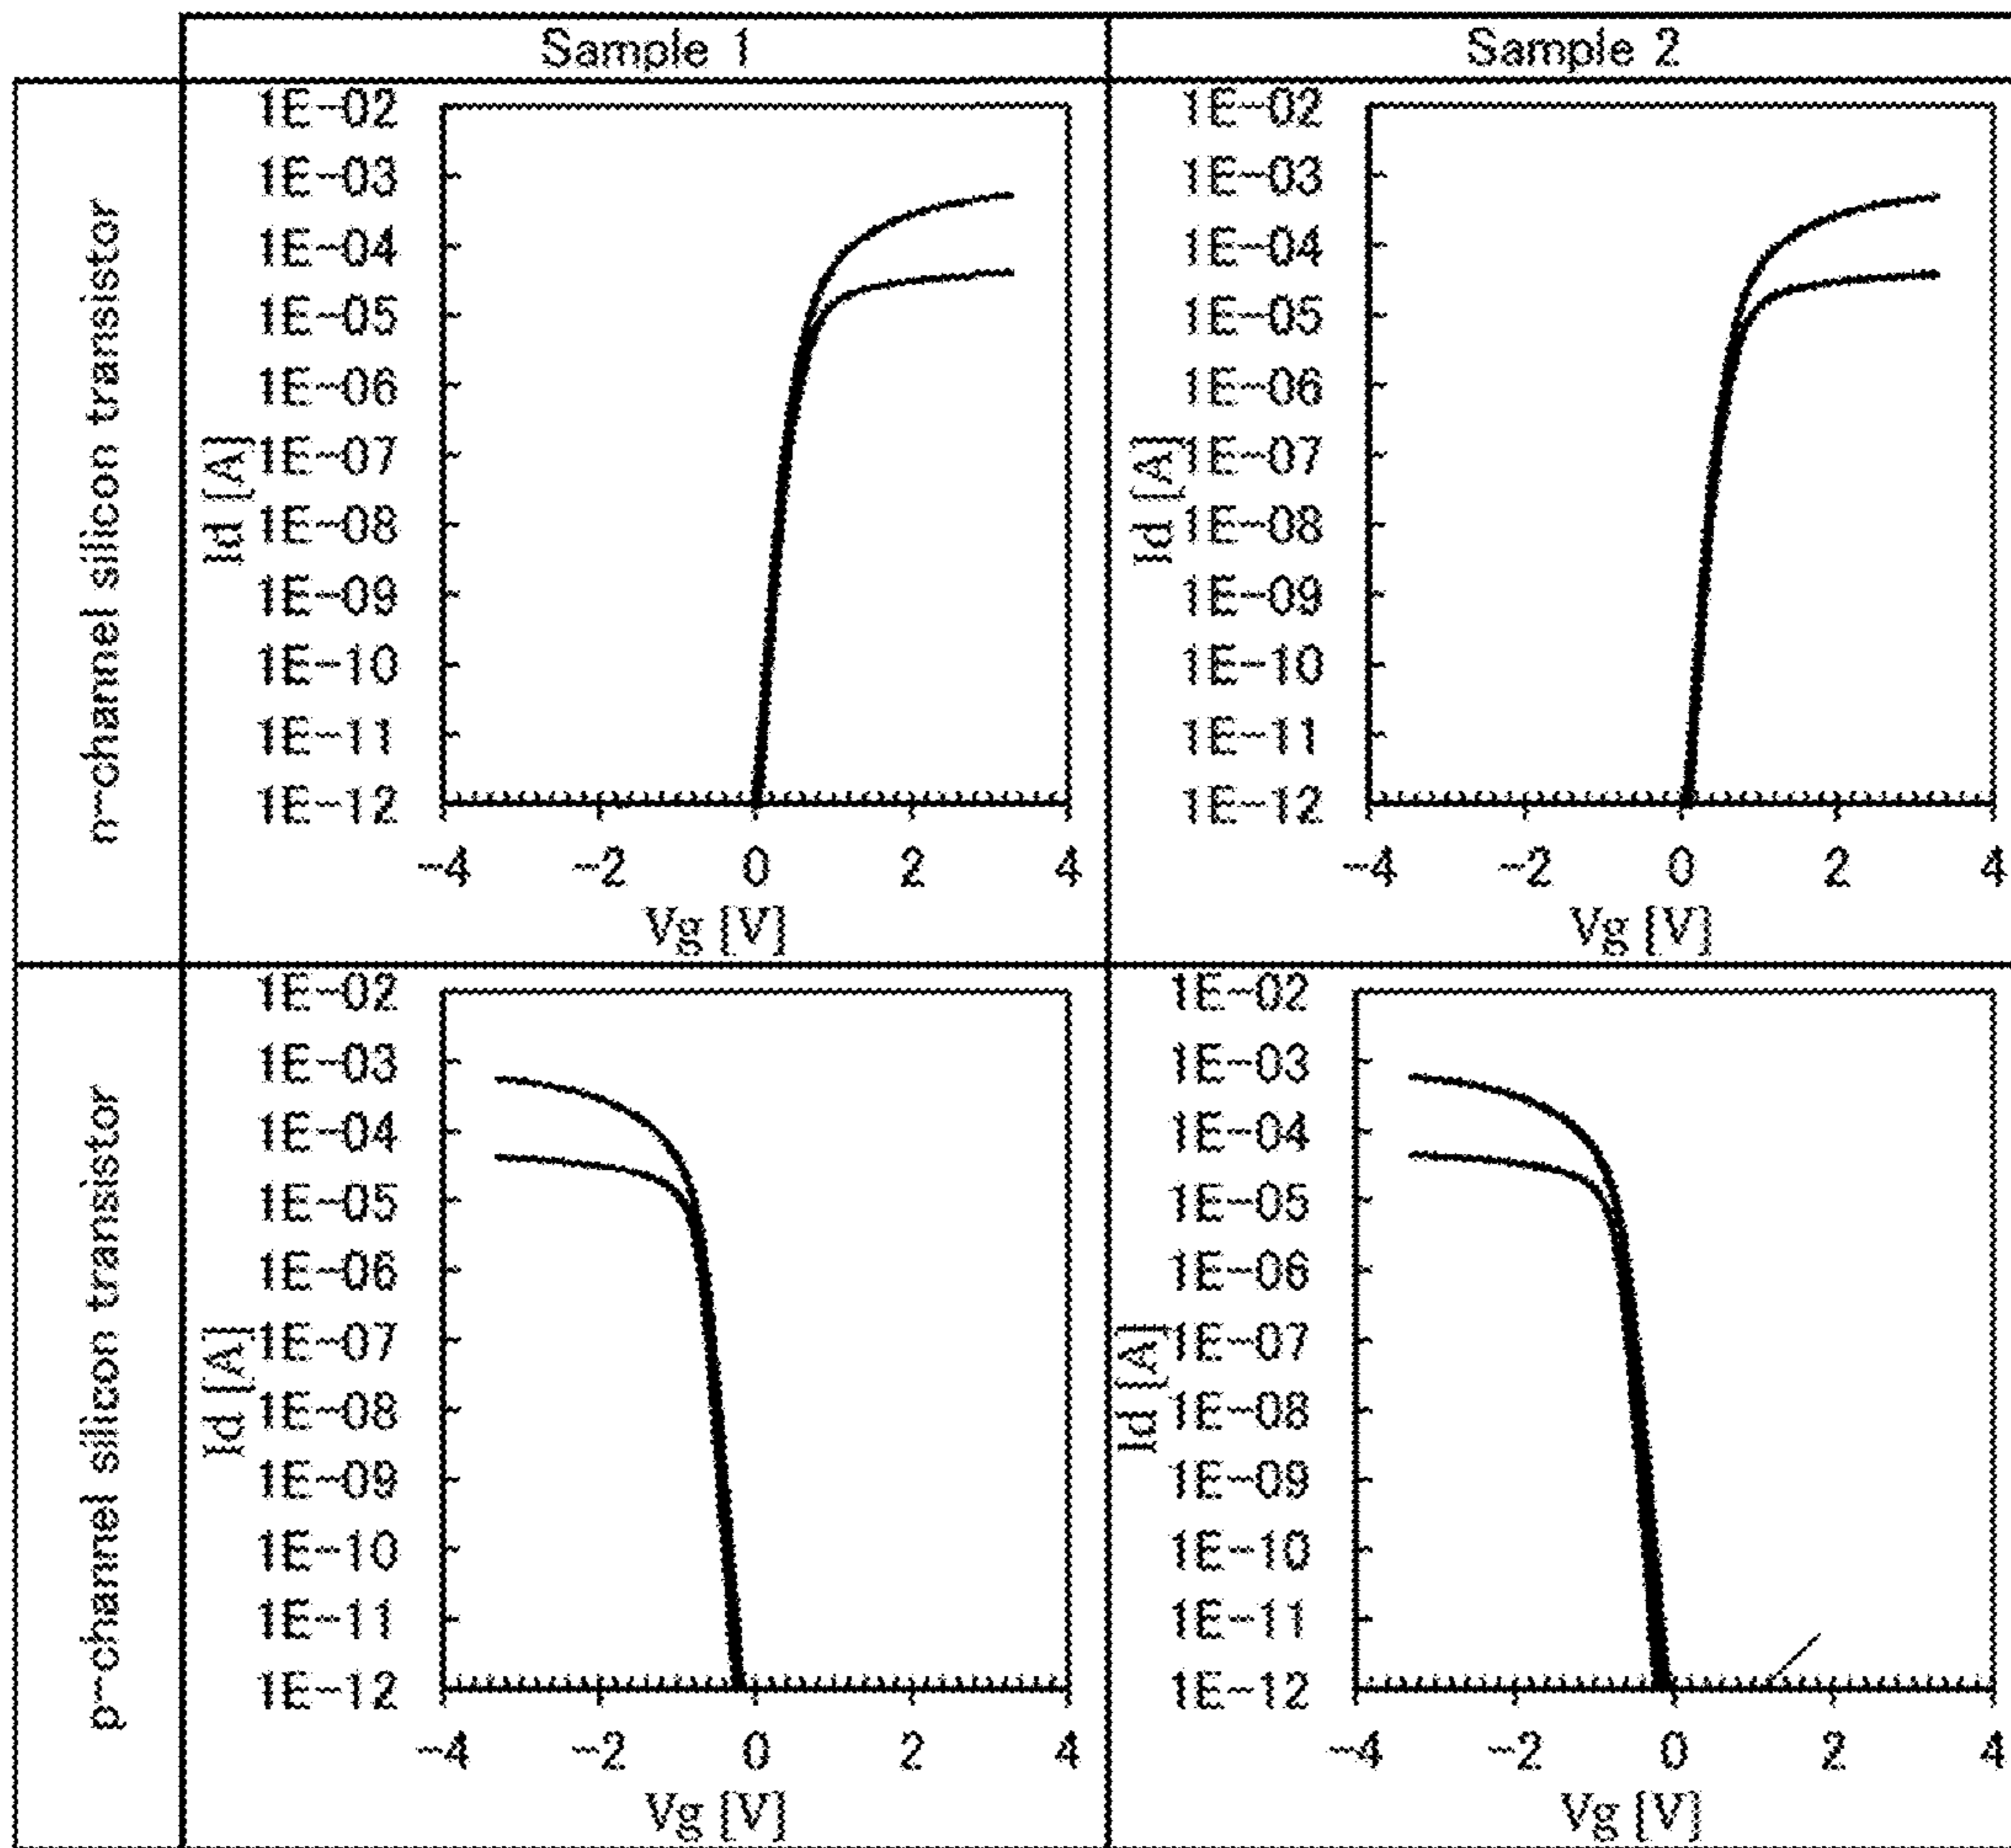 Sample 1
Sample 2
n-channel silicon transistor
Id [A]
1E-02
1E-03
1E-04
1E-05
1E-06
1E-07
1E-08
1E-09
1E-10
1E-11
1E-12
-4 -2 0 2 4
Vg [V]
Id [A]
1E-02
1E-03
1E-04
1E-05
1E-06
1E-07
1E-08
1E-09
1E-10
1E-11
1E-12
-4 -2 0 2 4
Vg [V]
p-channel silicon transistor
Id [A]
1E-02
1E-03
1E-04
1E-05
1E-06
1E-07
1E-08
1E-09
1E-10
1E-11
1E-12
-4 -2 0 2 4
Vg [V]
Id [A]
1E-02
1E-03
1E-04
1E-05
1E-06
1E-07
1E-08
1E-09
1E-10
1E-11
1E-12
-4 -2 0 2 4
Vg [V]